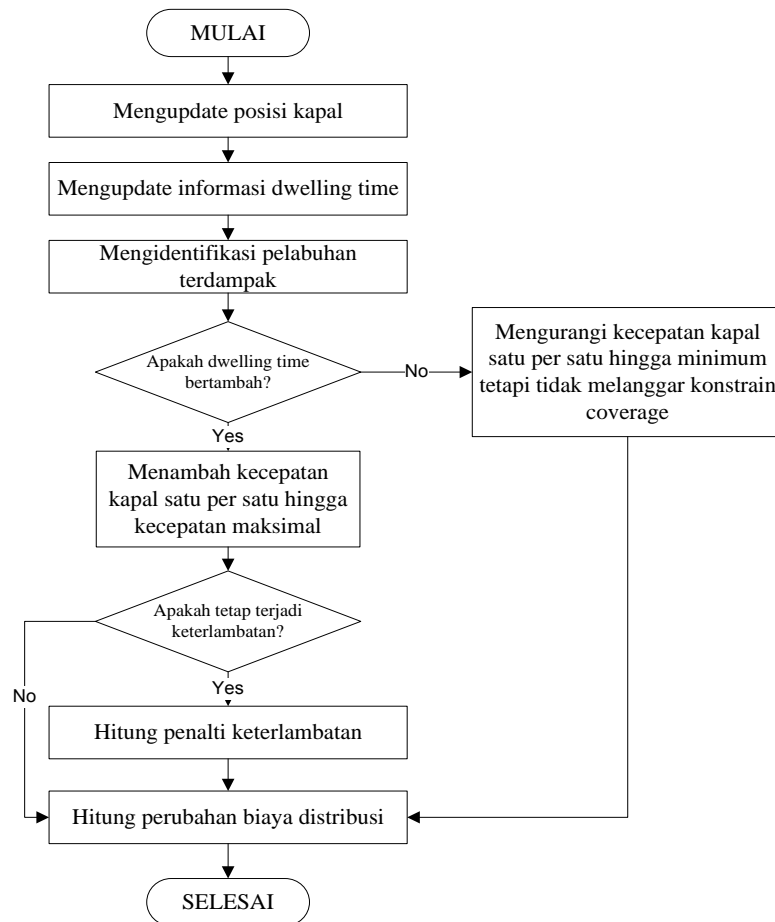 MULAI
Mengupdate posisi kapal
Mengupdate informasi dwelling time
Mengidentifikasi pelabuhan
terdampak
Apakah dwelling time
bertambah?
No
Mengurangi kecepatan kapal
satu per satu hingga minimum
tetapi tidak melanggar konstrain
coverage
Yes
Menambah kecepatan
kapal satu per satu hingga
kecepatan maksimal
Apakah tetap terjadi
keterlambatan?
No
Yes
Hitung penalti keterlambatan
Hitung perubahan biaya distribusi
SELESAI